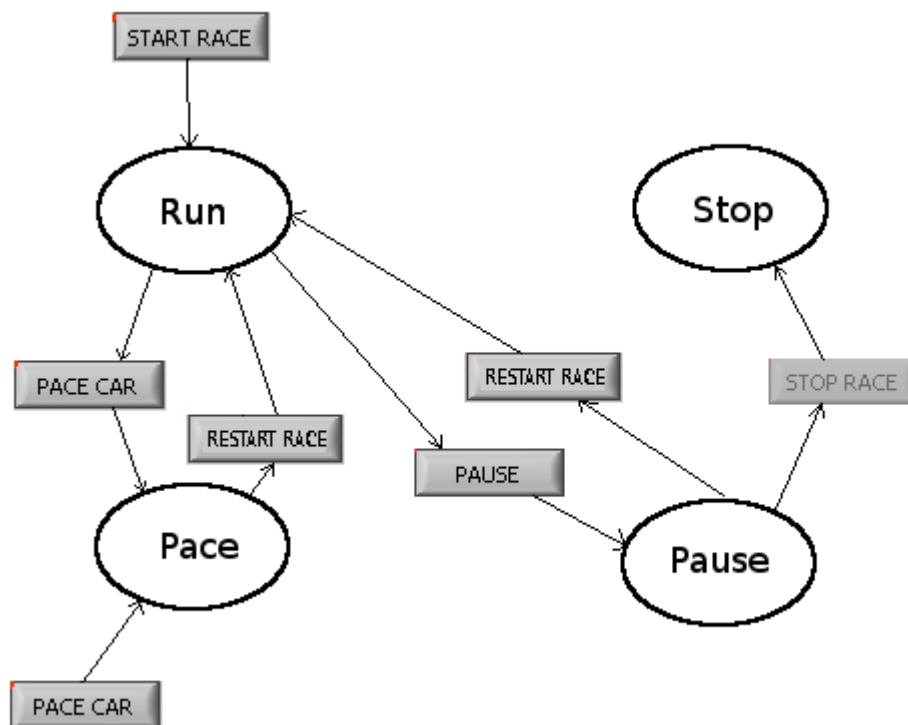 START RACE
Run
Stop
PACE CAR
RESTART RACE
RESTART RACE
STOP RACE
PAUSE
Pace
Pause
PACE CAR